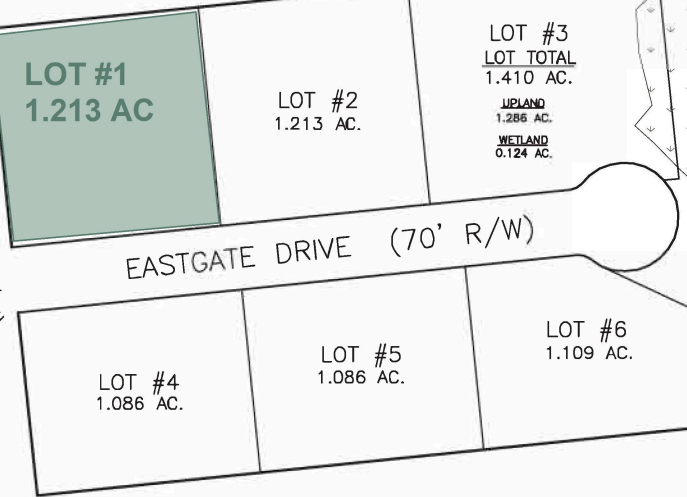 LOT #1
1.213 AC
LOT #2
1.213 AC.
LOT #3
LOT TOTAL
1.410 AC.
UPLAND
1.286 AC.
WETLAND
0.124 AC.
EASTGATE DRIVE (70' R/W)
LOT #4
1.086 AC.
LOT #5
1.086 AC.
LOT #6
1.109 AC.